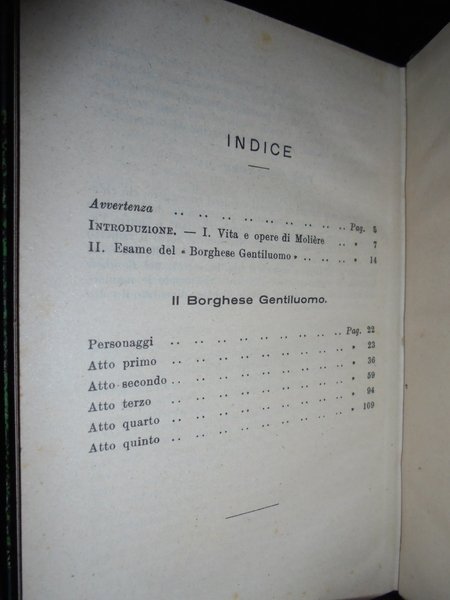 INDICE
Avvertenza .. .. .. .. .. .. .. .. .. Pag. 5
INTRODUZIONE. — I. Vita e opere di Molière .. » 7
II. Esame del « Borghese Gentiluomo » .. .. .. » 14
Il Borghese Gentiluomo.
Personaggi .. .. .. .. .. .. .. .. Pag. 22
Atto primo .. .. .. .. .. .. .. .. » 23
Atto secondo .. .. .. .. .. .. .. .. » 36
Atto terzo .. .. .. .. .. .. .. .. » 59
Atto quarto .. .. .. .. .. .. .. .. » 94
Atto quinto .. .. .. .. .. .. .. .. » 109